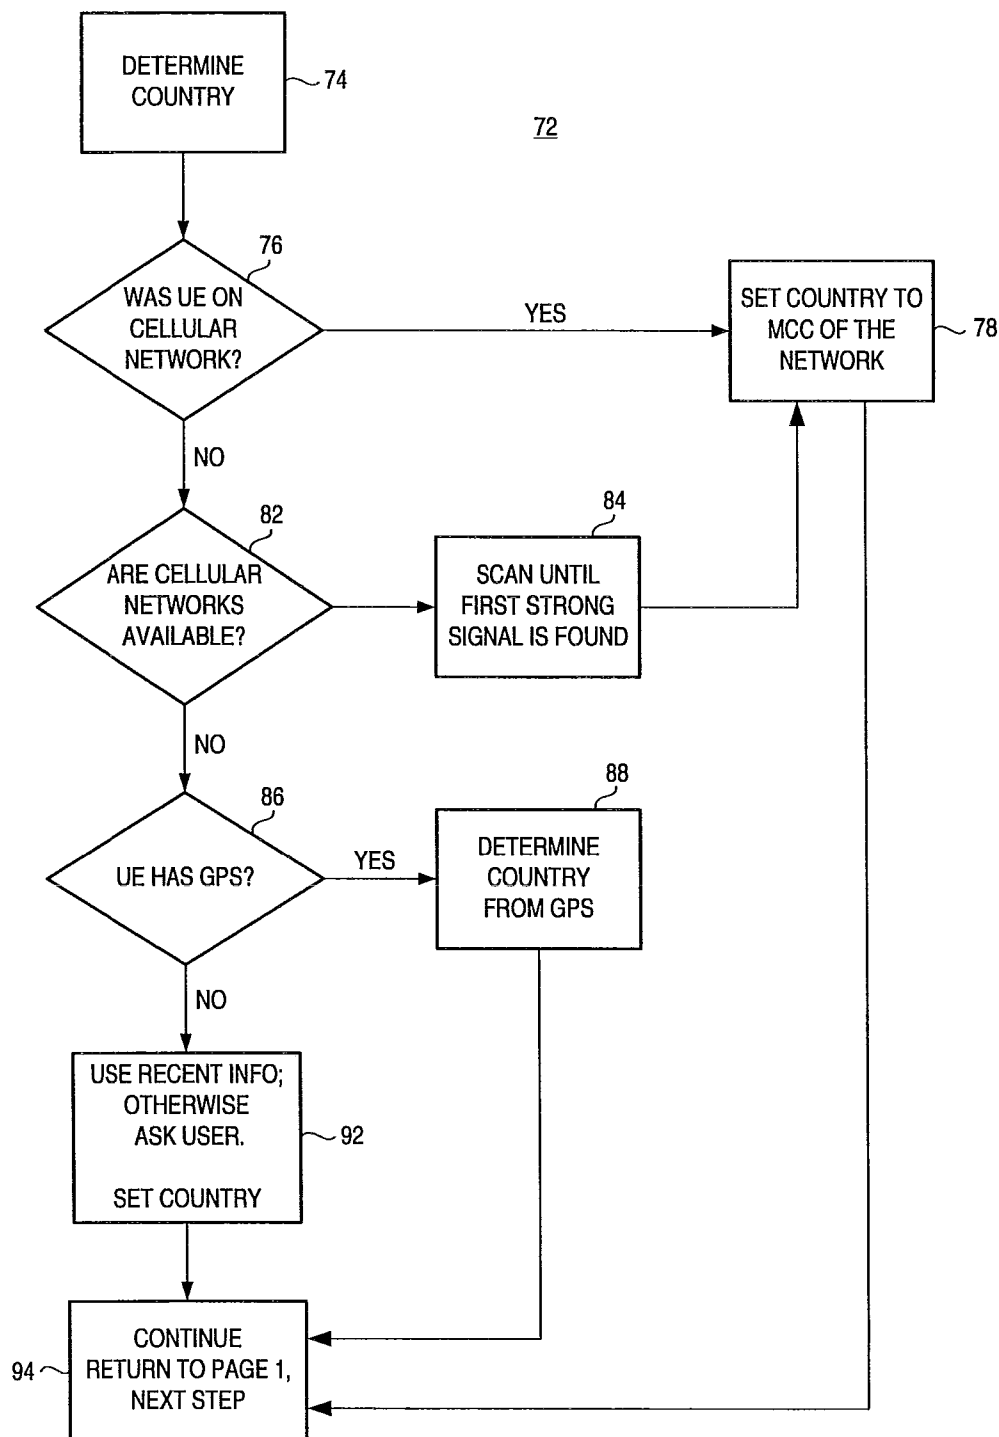 DETERMINE
COUNTRY
74
72
76
WAS UE ON
CELLULAR
NETWORK?
YES
SET COUNTRY TO
MCC OF THE
NETWORK
78
NO
82
ARE CELLULAR
NETWORKS
AVAILABLE?
84
SCAN UNTIL
FIRST STRONG
SIGNAL IS FOUND
NO
86
UE HAS GPS?
YES
88
DETERMINE
COUNTRY
FROM GPS
NO
USE RECENT INFO;
OTHERWISE
ASK USER.
SET COUNTRY
92
CONTINUE
RETURN TO PAGE 1,
NEXT STEP
94